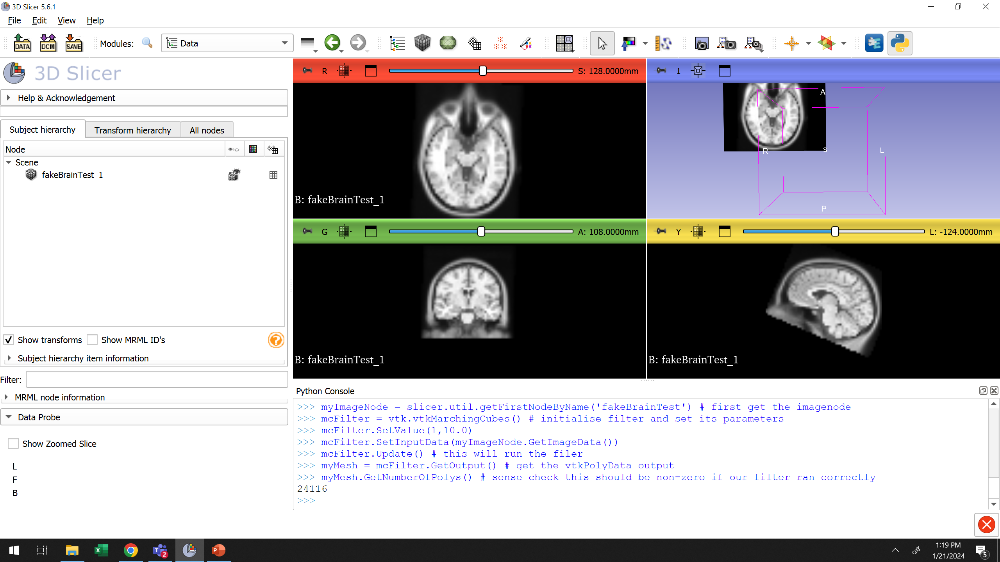 3D Slicer 5.6.1
File Edit View Help
DATA DCM SAVE Modules: Data
3D Slicer
Help & Acknowledgement
Subject hierarchy Transform hierarchy All nodes
Node
Scene
fakeBrainTest_1
Show transforms Show MRML ID's
Subject hierarchy item information
Filter:
MRML node information
Data Probe
Show Zoomed Slice
L
F
B
R S: 128.0000mm
B: fakeBrainTest_1
1
A
R S L
P
G A: 108.0000mm
B: fakeBrainTest_1
Y L: -124.0000mm
B: fakeBrainTest_1
Python Console
>>> myImageNode = slicer.util.getFirstNodeByName('fakeBrainTest') # first get the imagenode
>>> mcFilter = vtk.vtkMarchingCubes() # initialise filter and set its parameters
>>> mcFilter.SetValue(1,10.0)
>>> mcFilter.SetInputData(myImageNode.GetImageData())
>>> mcFilter.Update() # this will run the filer
>>> myMesh = mcFilter.GetOutput() # get the vtkPolyData output
>>> myMesh.GetNumberOfPolys() # sense check this should be non-zero if our filter ran correctly
24116
>>>
1:19 PM
1/21/2024
2
5